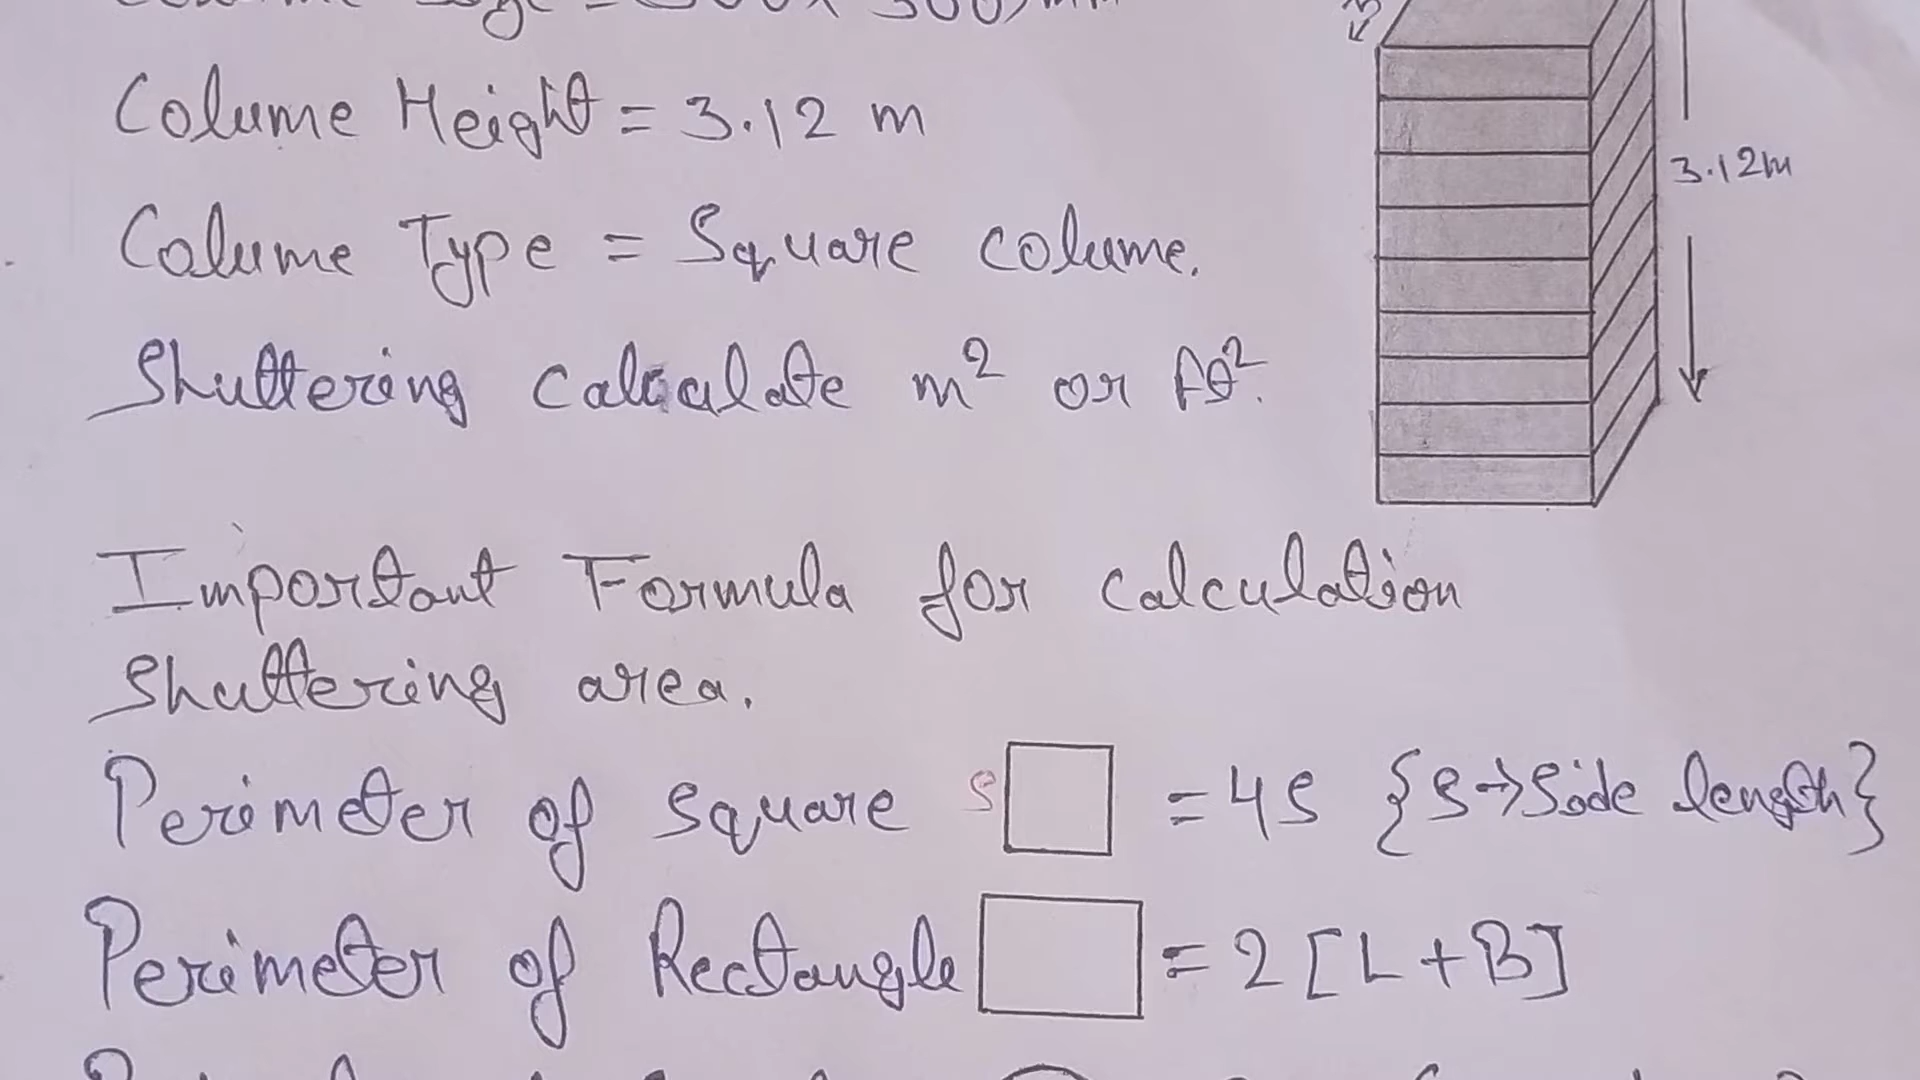 Colume Height = 3.12 m
3.12m
Colume Type = Square colume.
Shuttering calculate m² or ft².
Important Formula for calculation
Shuttering area.
Perimeter of square S = 4S {S→Side length}
Perimeter of Rectangle = 2 [L + B]